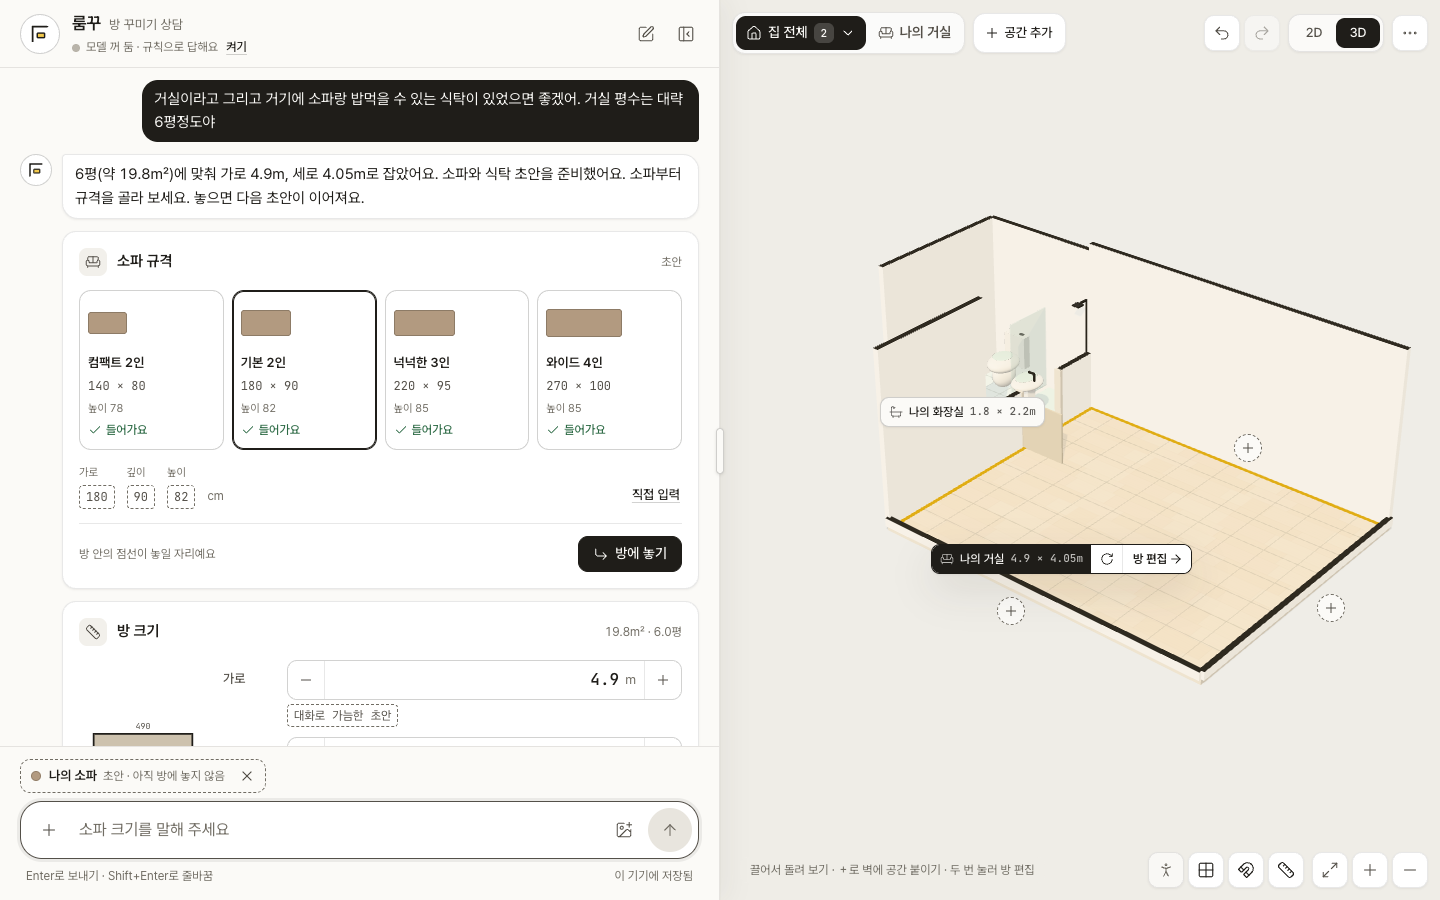 룸꾸 방 꾸미기 상담
모델 꺼 둠 · 규칙으로 답해요 켜기
거실이라고 그리고 거기에 소파랑 밥먹을 수 있는 식탁이 있었으면 좋겠어. 거실 평수는 대략
6평정도야
6평(약 19.8m²)에 맞춰 가로 4.9m, 세로 4.05m로 잡았어요. 소파와 식탁 초안을 준비했어요. 소파부터
규격을 골라 보세요. 놓으면 다음 초안이 이어져요.
소파 규격 초안
컴팩트 2인
140 × 80
높이 78
들어가요
기본 2인
180 × 90
높이 82
들어가요
넉넉한 3인
220 × 95
높이 85
들어가요
와이드 4인
270 × 100
높이 85
들어가요
가로 깊이 높이
180 90 82 cm 직접 입력
방 안의 점선이 놓일 자리예요 방에 놓기
방 크기 19.8m² · 6.0평
가로 4.9 m
대화로 가늠한 초안
490
나의 소파 초안 · 아직 방에 놓지 않음
소파 크기를 말해 주세요
Enter로 보내기 · Shift+Enter로 줄바꿈 이 기기에 저장됨
집 전체 2 나의 거실 + 공간 추가 2D 3D
나의 화장실 1.8 × 2.2m
나의 거실 4.9 × 4.05m 방 편집
끌어서 돌려 보기 · +로 벽에 공간 붙이기 · 두 번 눌러 방 편집